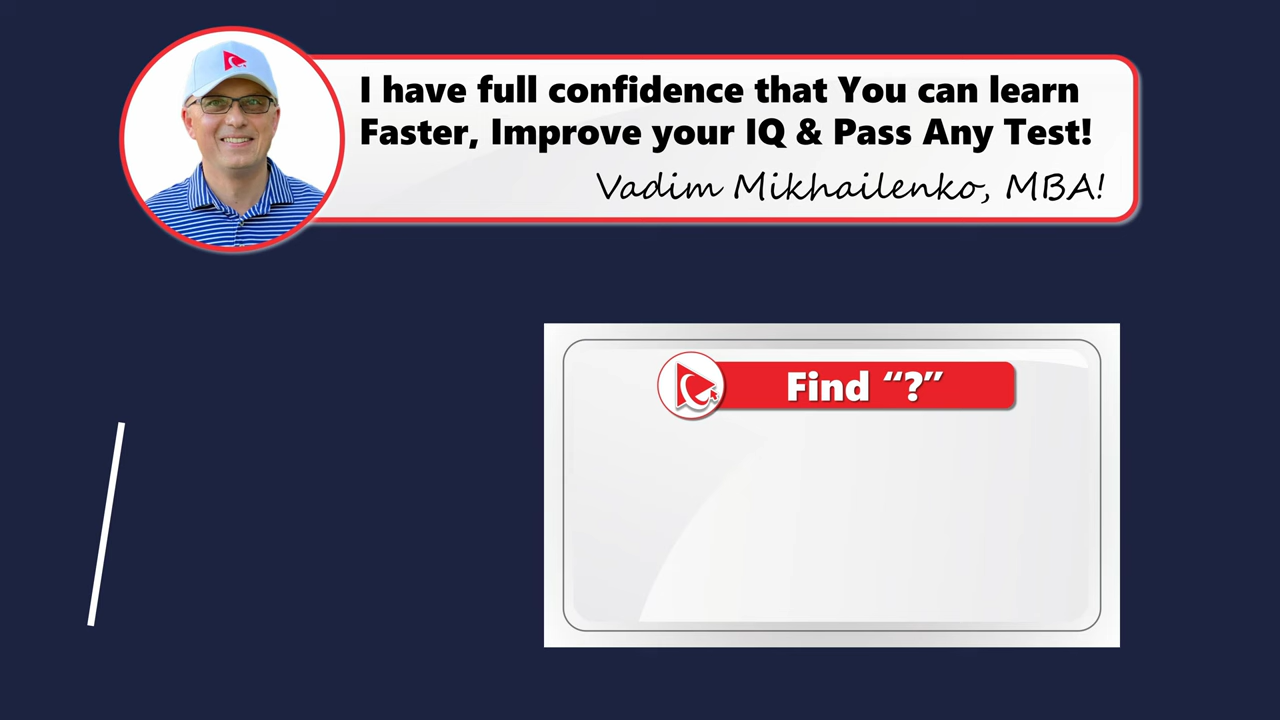 I have full confidence that You can learn
Faster, Improve your IQ & Pass Any Test!
Vadim Mikhailenko, MBA!
Find “?”